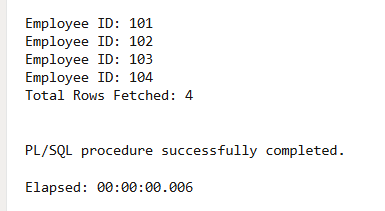 Employee ID: 101
Employee ID: 102
Employee ID: 103
Employee ID: 104
Total Rows Fetched: 4
PL/SQL procedure successfully completed.
Elapsed: 00:00:00.006